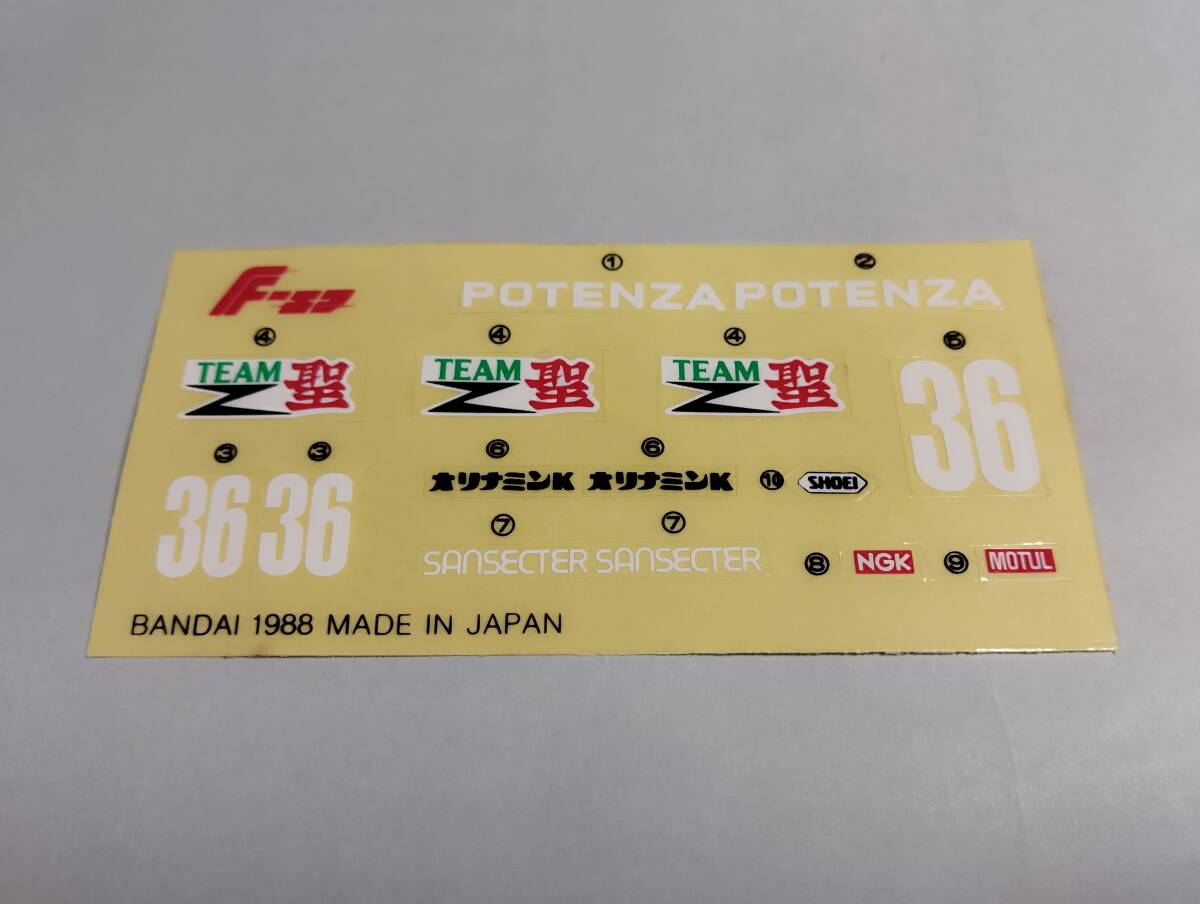 ① ②
F-エフ POTENZA POTENZA
④ ④ ④ ⑤
TEAM 聖 TEAM 聖 TEAM 聖 36
③ ③ ⑥ ⑥
36 36 オリナミンK オリナミンK ⑩ SHOEI
⑦ ⑦
SANSECTER SANSECTER ⑧ NGK ⑨ MOTUL
BANDAI 1988 MADE IN JAPAN